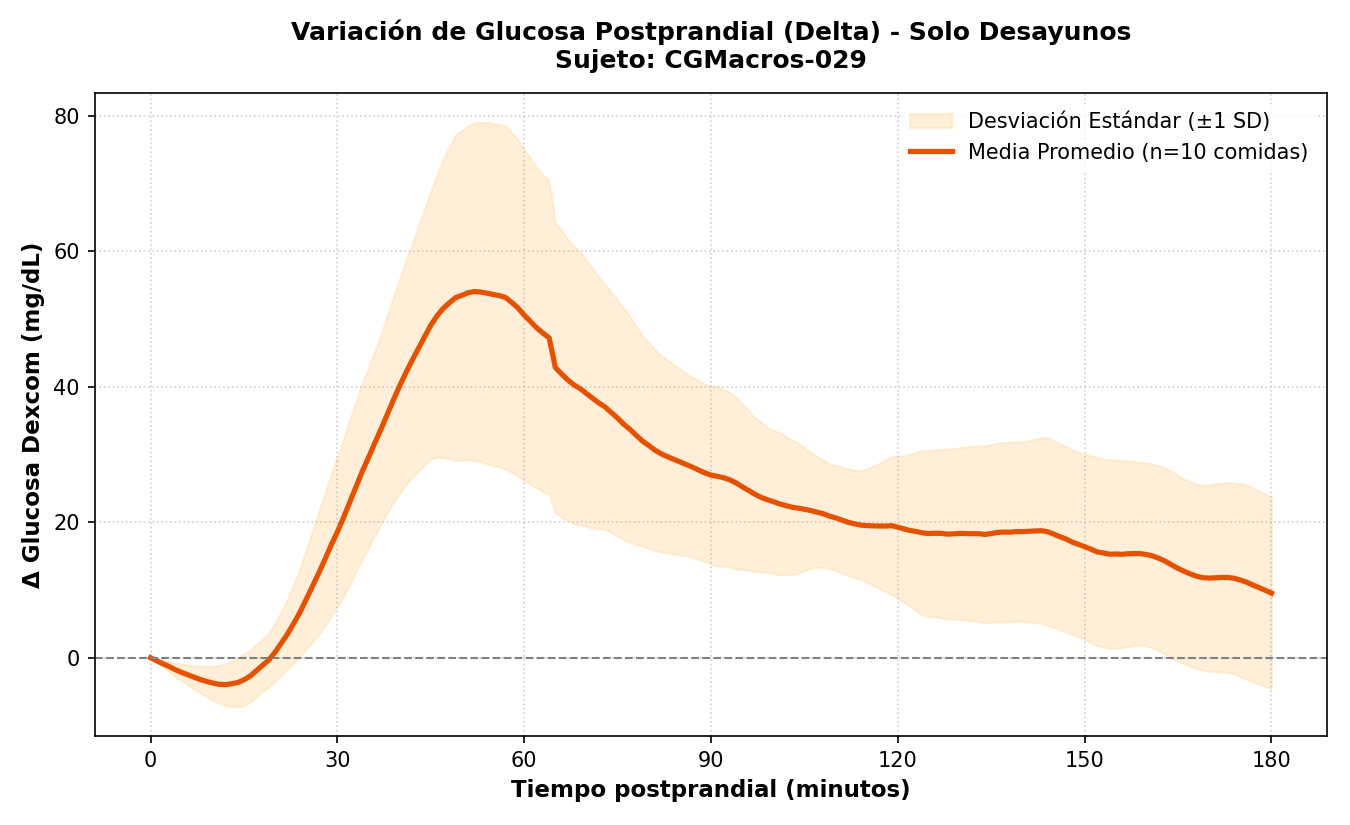 Variación de Glucosa Postprandial (Delta) - Solo Desayunos
Sujeto: CGMacros-029
Desviación Estándar (±1 SD)
Media Promedio (n=10 comidas)
Δ Glucosa Dexcom (mg/dL)
80
60
40
20
0
0 30 60 90 120 150 180
Tiempo postprandial (minutos)